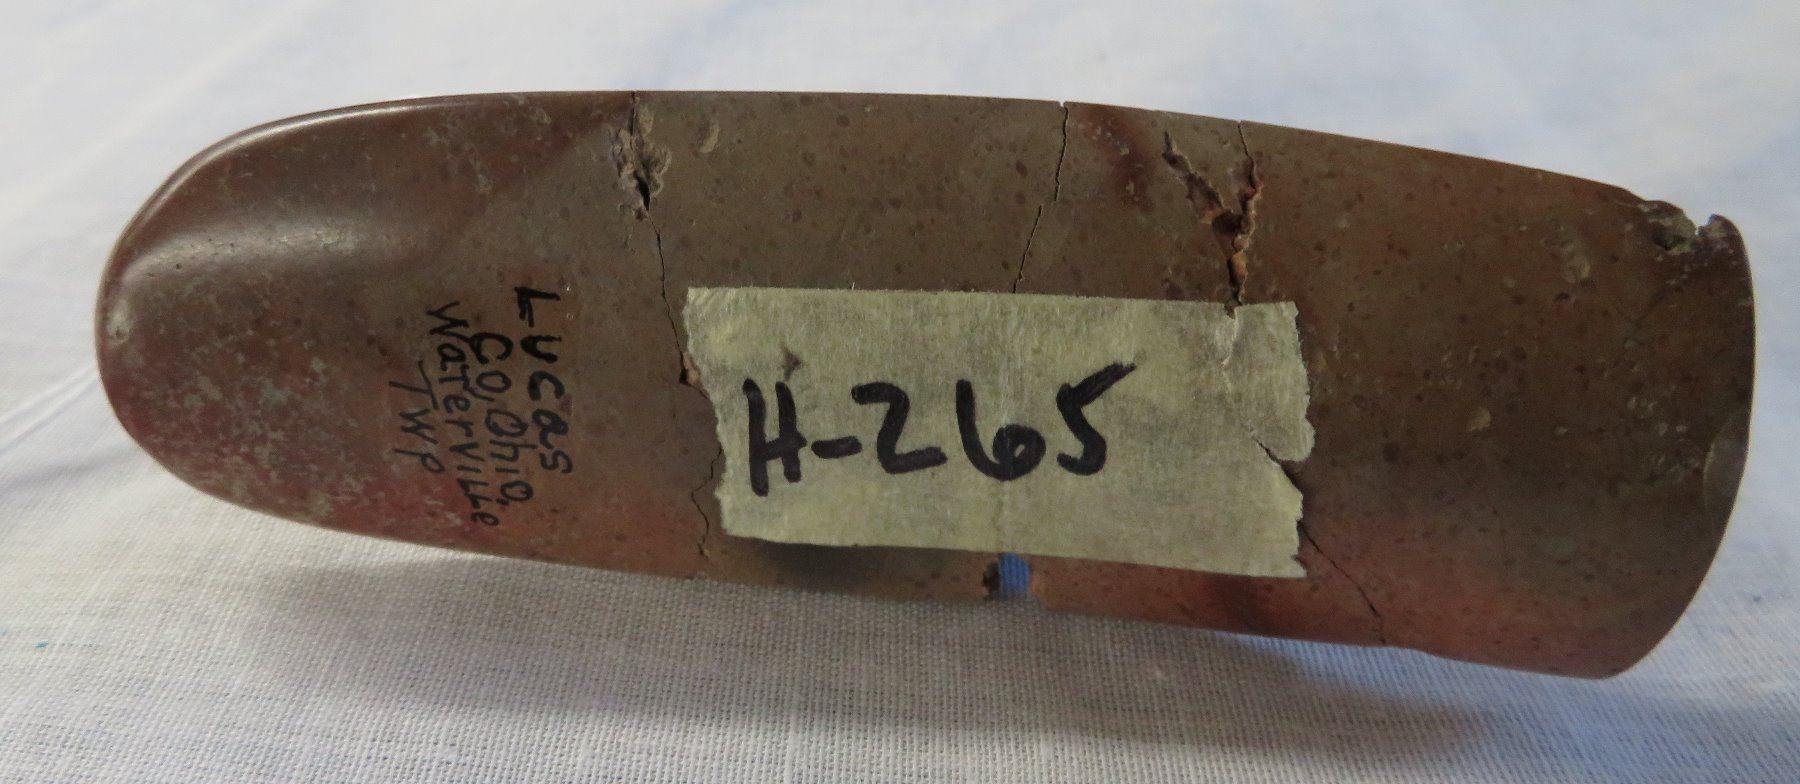 Lucas
Co, Ohio,
WaTerVILLe
TWP
H-265